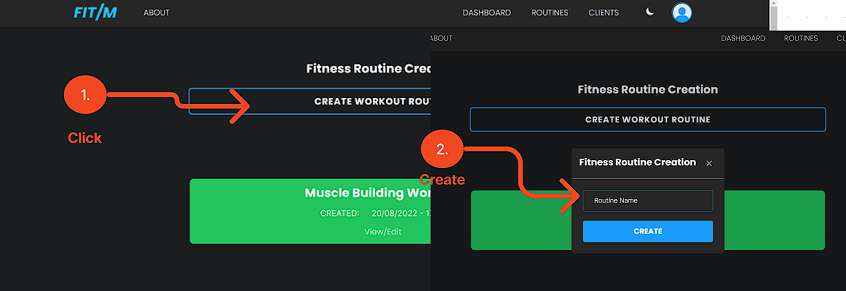 FIT/M
ABOUT
DASHBOARD ROUTINES CLIENTS
Fitness Routine Crea
1.
CREATE WORKOUT ROUT
Click
Muscle Building Wor
CREATED: 20/08/2022 - 1
View/Edit
ABOUT
DASHBOARD ROUTINES CL
Fitness Routine Creation
CREATE WORKOUT ROUTINE
2.
Create
Fitness Routine Creation ×
Routine Name
CREATE